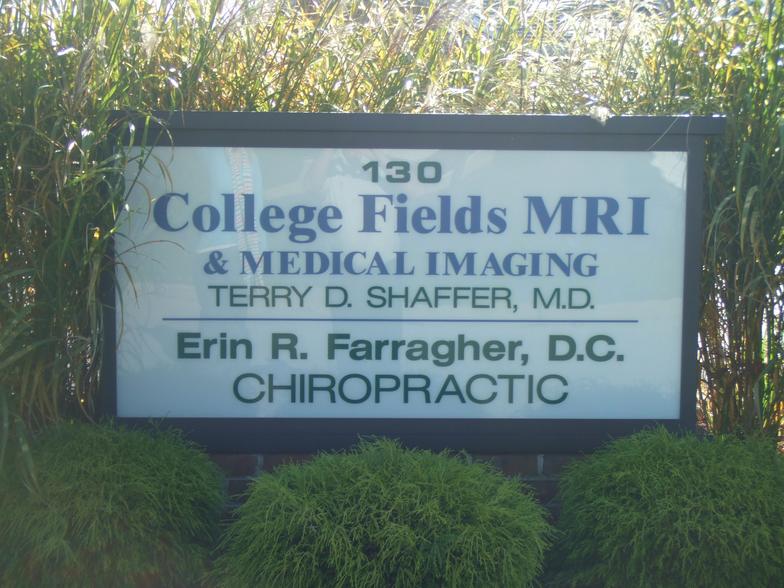 130
College Fields MRI
& MEDICAL IMAGING
TERRY D. SHAFFER, M.D.
Erin R. Farragher, D.C.
CHIROPRACTIC